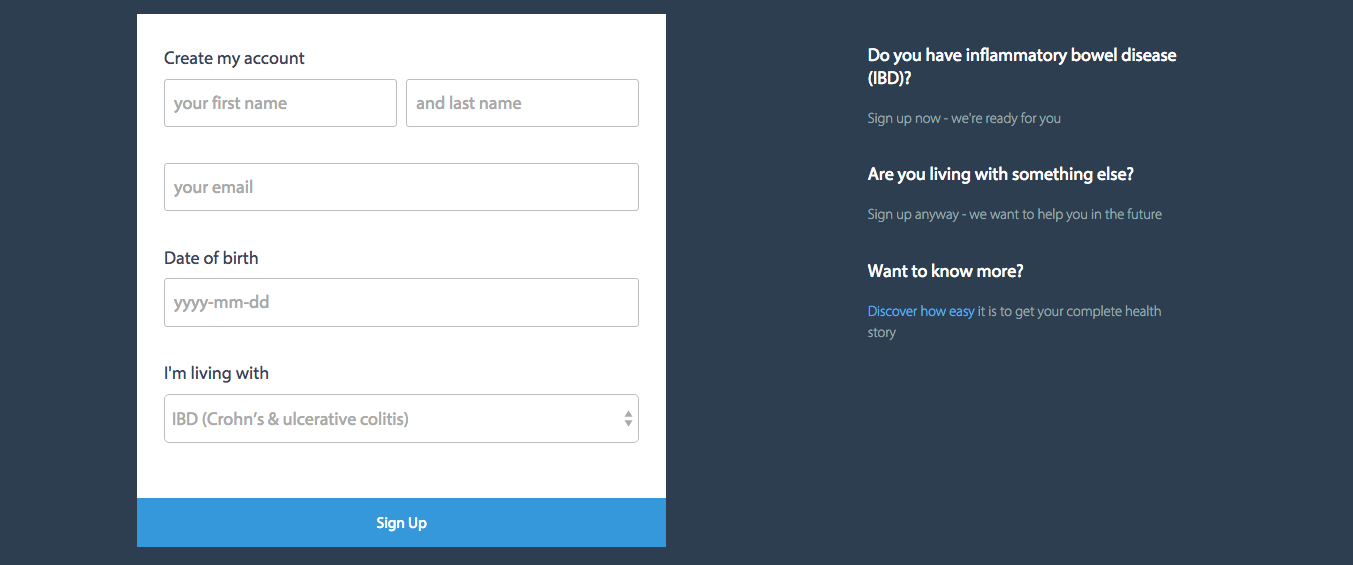 Create my account
your first name
and last name
your email
Date of birth
yyyy-mm-dd
I'm living with
IBD (Crohn’s & ulcerative colitis)
Sign Up
Do you have inflammatory bowel disease
(IBD)?
Sign up now - we're ready for you
Are you living with something else?
Sign up anyway - we want to help you in the future
Want to know more?
Discover how easy it is to get your complete health
story